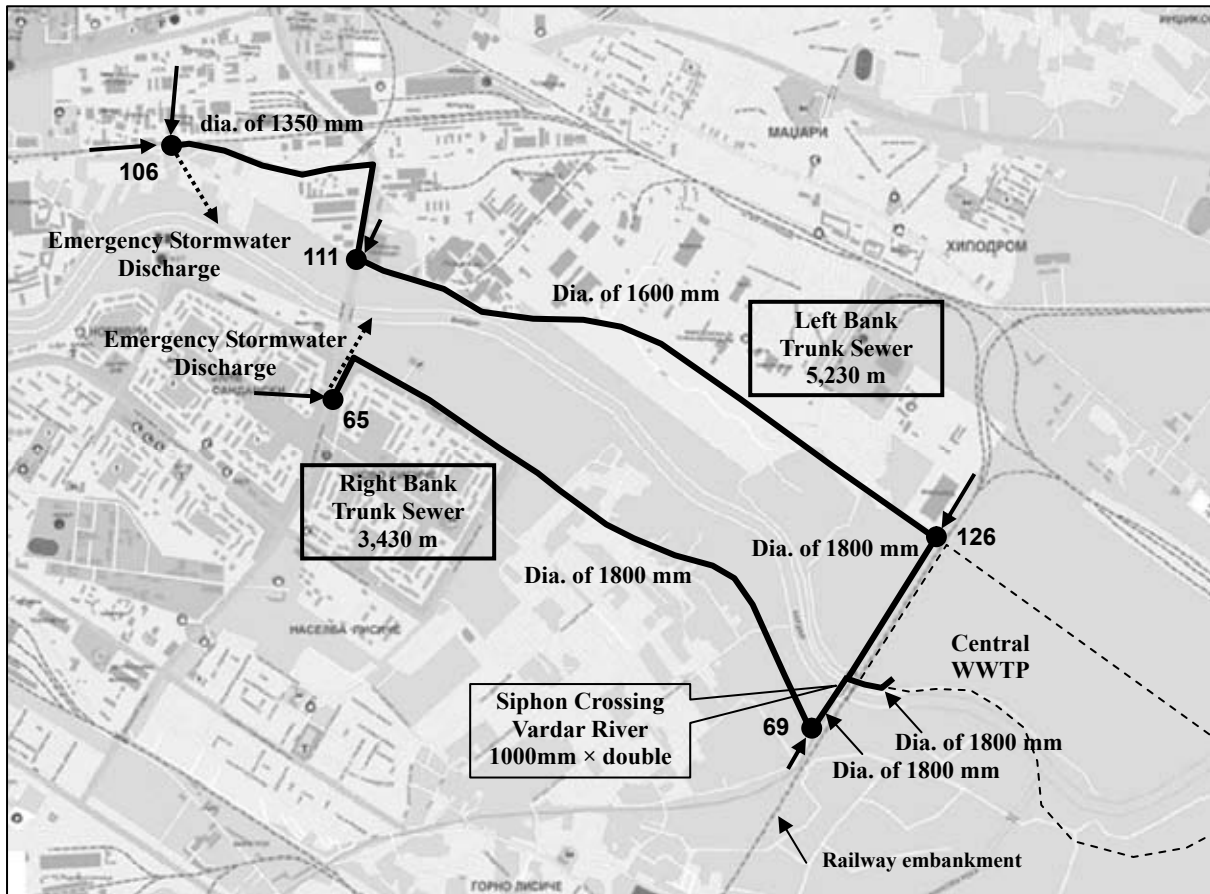 ИНЏИКО
МАЏАРИ
dia. of 1350 mm
106
Emergency Stormwater
Discharge
111
ХИПОДРОМ
Dia. of 1600 mm
Left Bank
Trunk Sewer
5,230 m
Emergency Stormwater
Discharge
САНДАНСКИ
65
Right Bank
Trunk Sewer
3,430 m
126
Dia. of 1800 mm
Dia. of 1800 mm
НАСЕЛБА ЛИСИЧЕ
Central
WWTP
Siphon Crossing
Vardar River
1000mm × double
69
Dia. of 1800 mm
Dia. of 1800 mm
Railway embankment
ГОРНО ЛИСИЧЕ